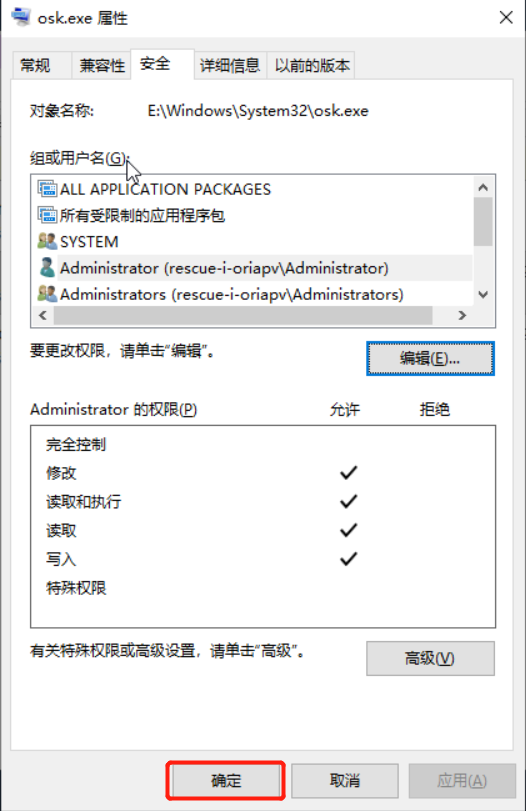 osk.exe 属性
常规 兼容性 安全 详细信息 以前的版本
对象名称: E:\Windows\System32\osk.exe
组或用户名(G):
ALL APPLICATION PACKAGES
所有受限制的应用程序包
SYSTEM
Administrator (rescue-i-oriapv\Administrator)
Administrators (rescue-i-oriapv\Administrators)
要更改权限，请单击“编辑”。
编辑(E)...
Administrator 的权限(P) 允许 拒绝
完全控制
修改
读取和执行
读取
写入
特殊权限
有关特殊权限或高级设置，请单击“高级”。
高级(V)
确定 取消 应用(A)